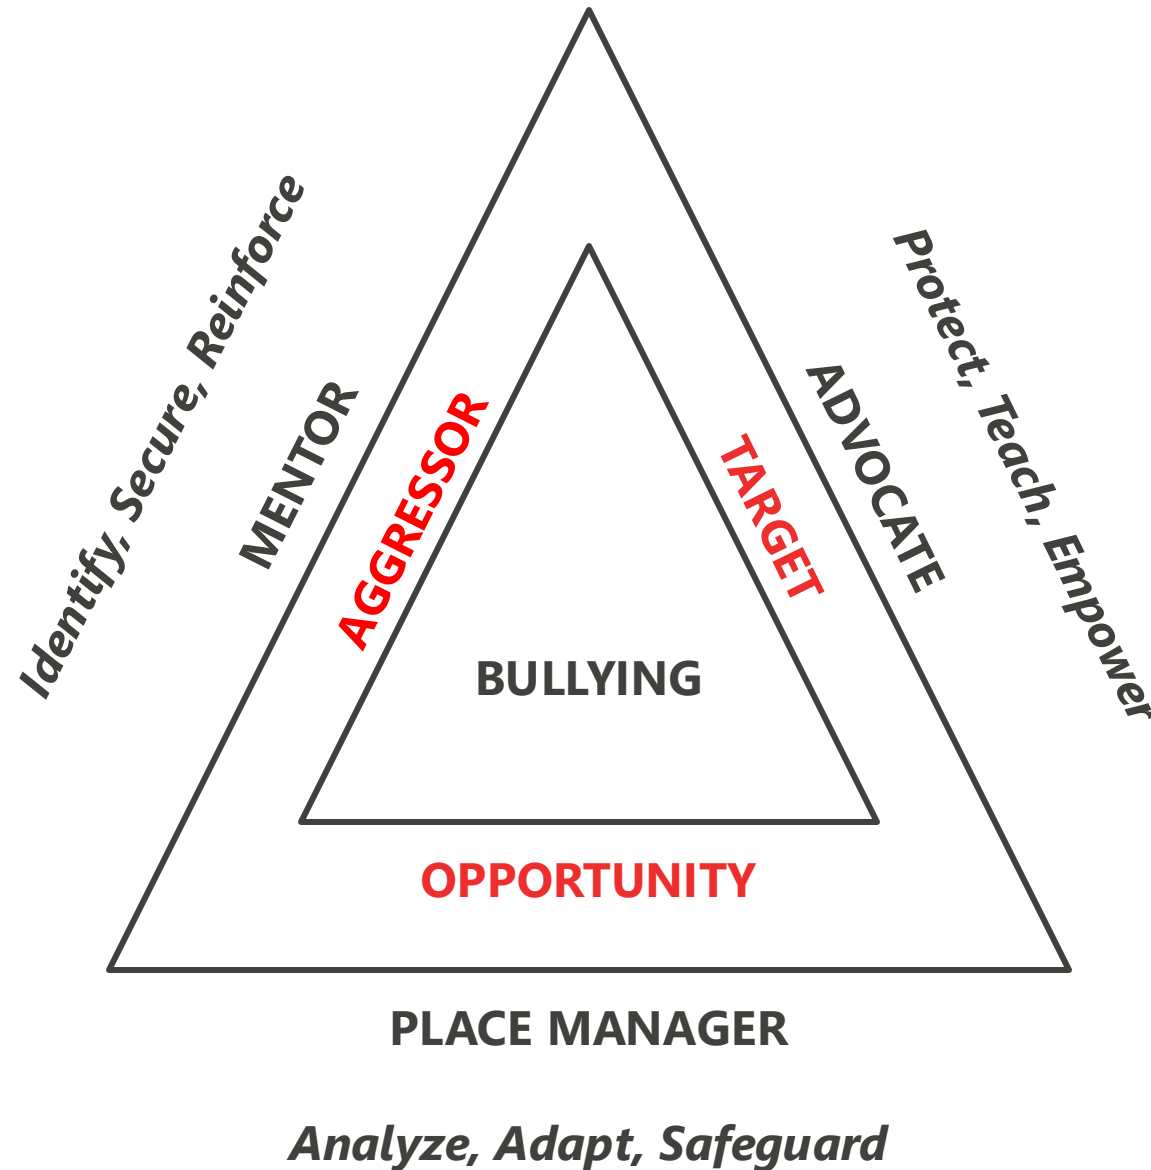 Identify, Secure, Reinforce
MENTOR
AGGRESSOR
TARGET
ADVOCATE
Protect, Teach, Empower
BULLYING
OPPORTUNITY
PLACE MANAGER
Analyze, Adapt, Safeguard